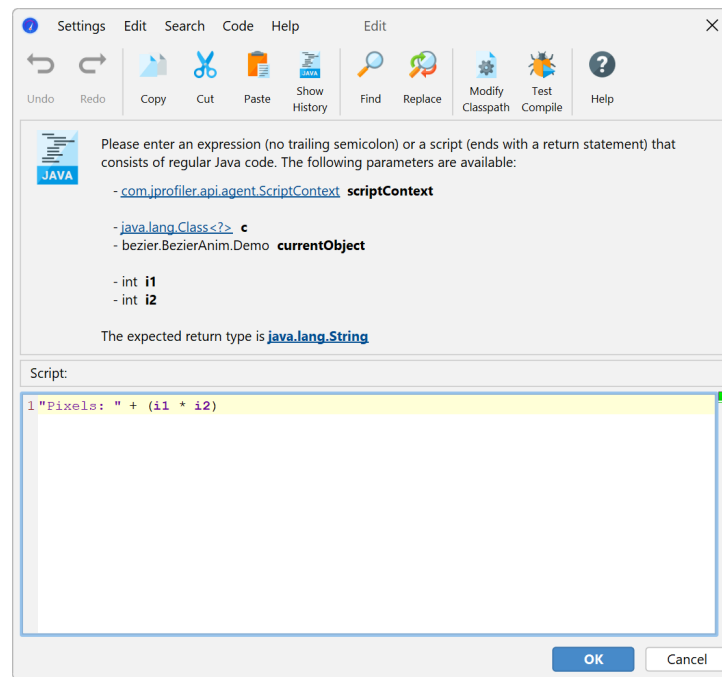 Settings Edit Search Code Help Edit
Undo Redo Copy Cut Paste Show History Find Replace Modify Classpath Test Compile Help
JAVA
Please enter an expression (no trailing semicolon) or a script (ends with a return statement) that
consists of regular Java code. The following parameters are available:
- com.jprofiler.api.agent.ScriptContext scriptContext
- java.lang.Class<?> c
- bezier.BezierAnim.Demo currentObject
- int i1
- int i2
The expected return type is java.lang.String
Script:
1 "Pixels: " + (i1 * i2)
OK Cancel